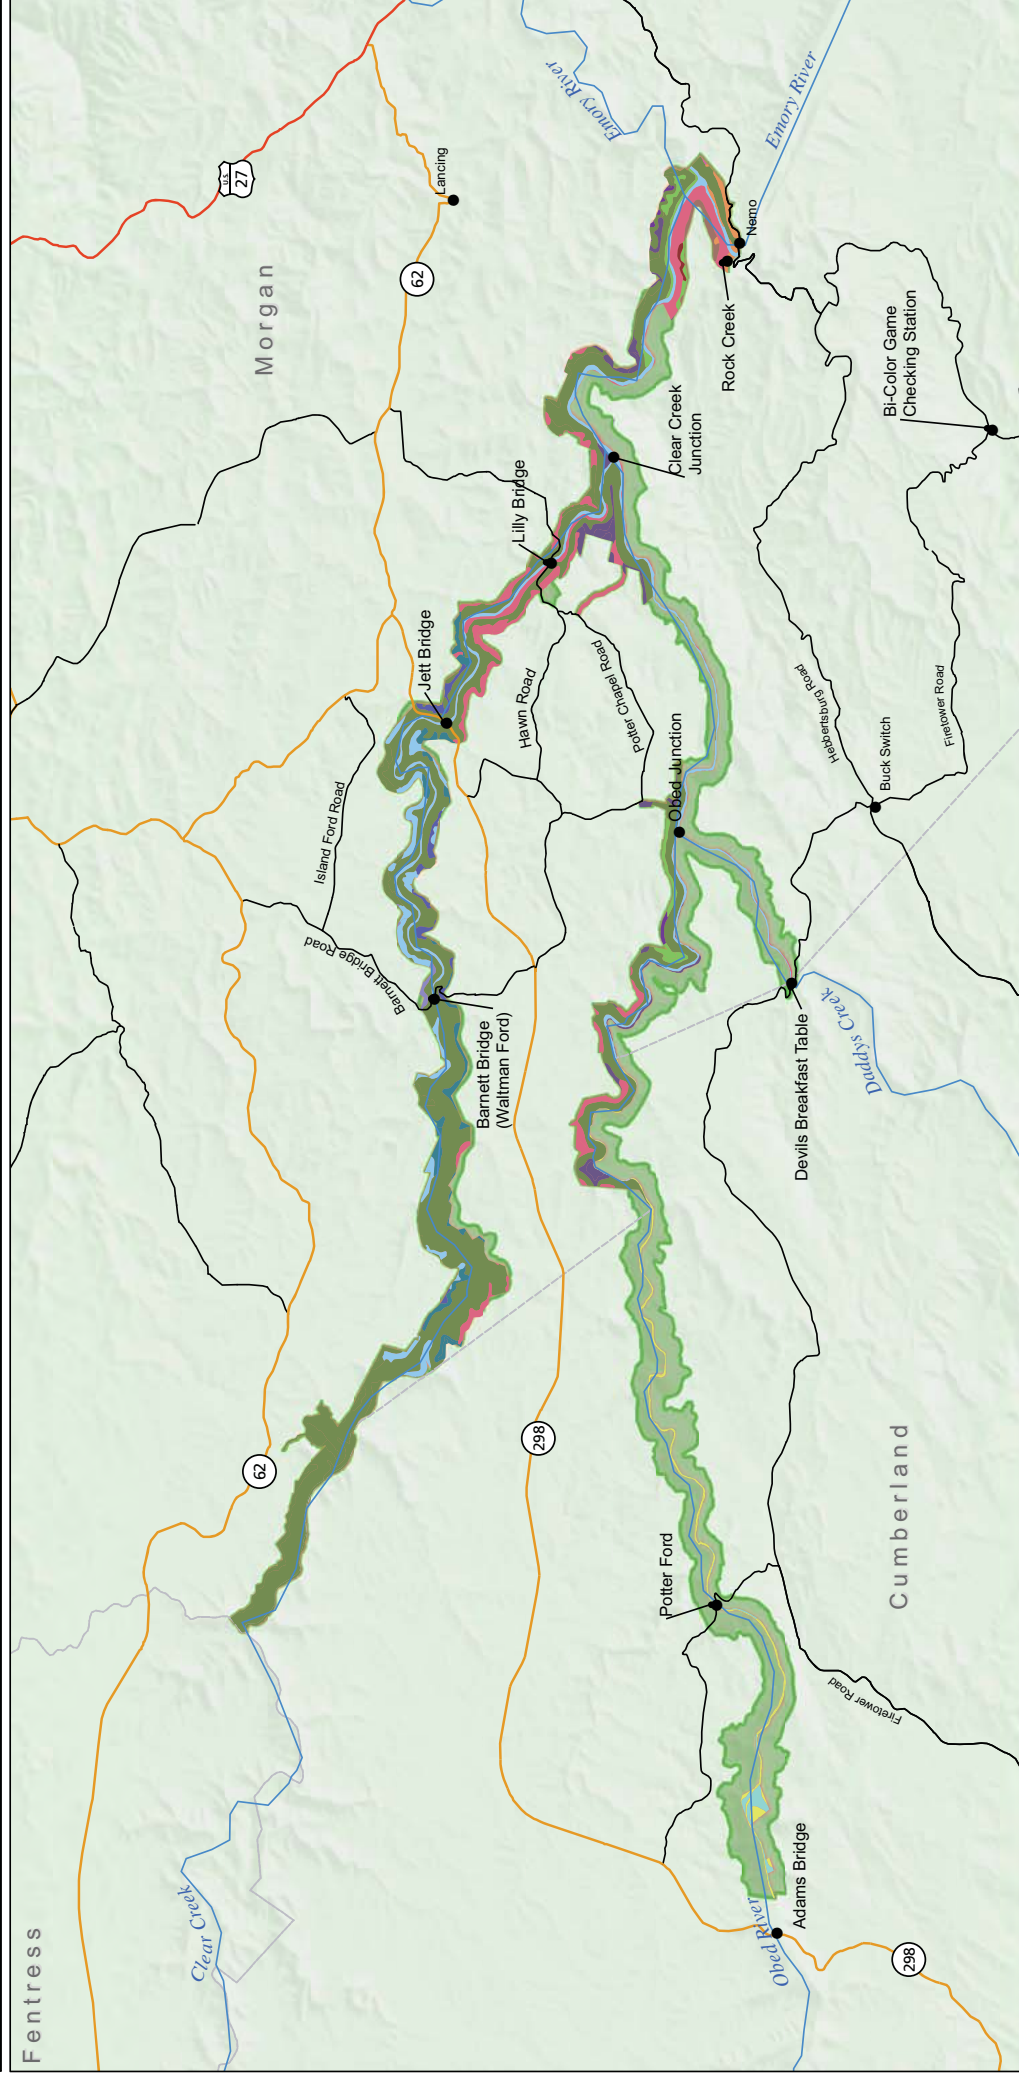 Fentress
Clear Creek
62
Morgan
U.S.
27
62
Lancing
Emory River
Emory River
Nemo
Rock Creek
Bi-Color Game
Checking Station
Clear Creek
Junction
Lilly Bridge
Jett Bridge
Hawn Road
Potter Chapel Road
Island Ford Road
Barnett Bridge Road
Barnett Bridge
(Waltman Ford)
Obed Junction
Hebbertsburg Road
Firetower Road
Buck Switch
Devils Breakfast Table
Daddys Creek
298
Potter Ford
Cumberland
Firetower Road
Adams Bridge
Obed River
298